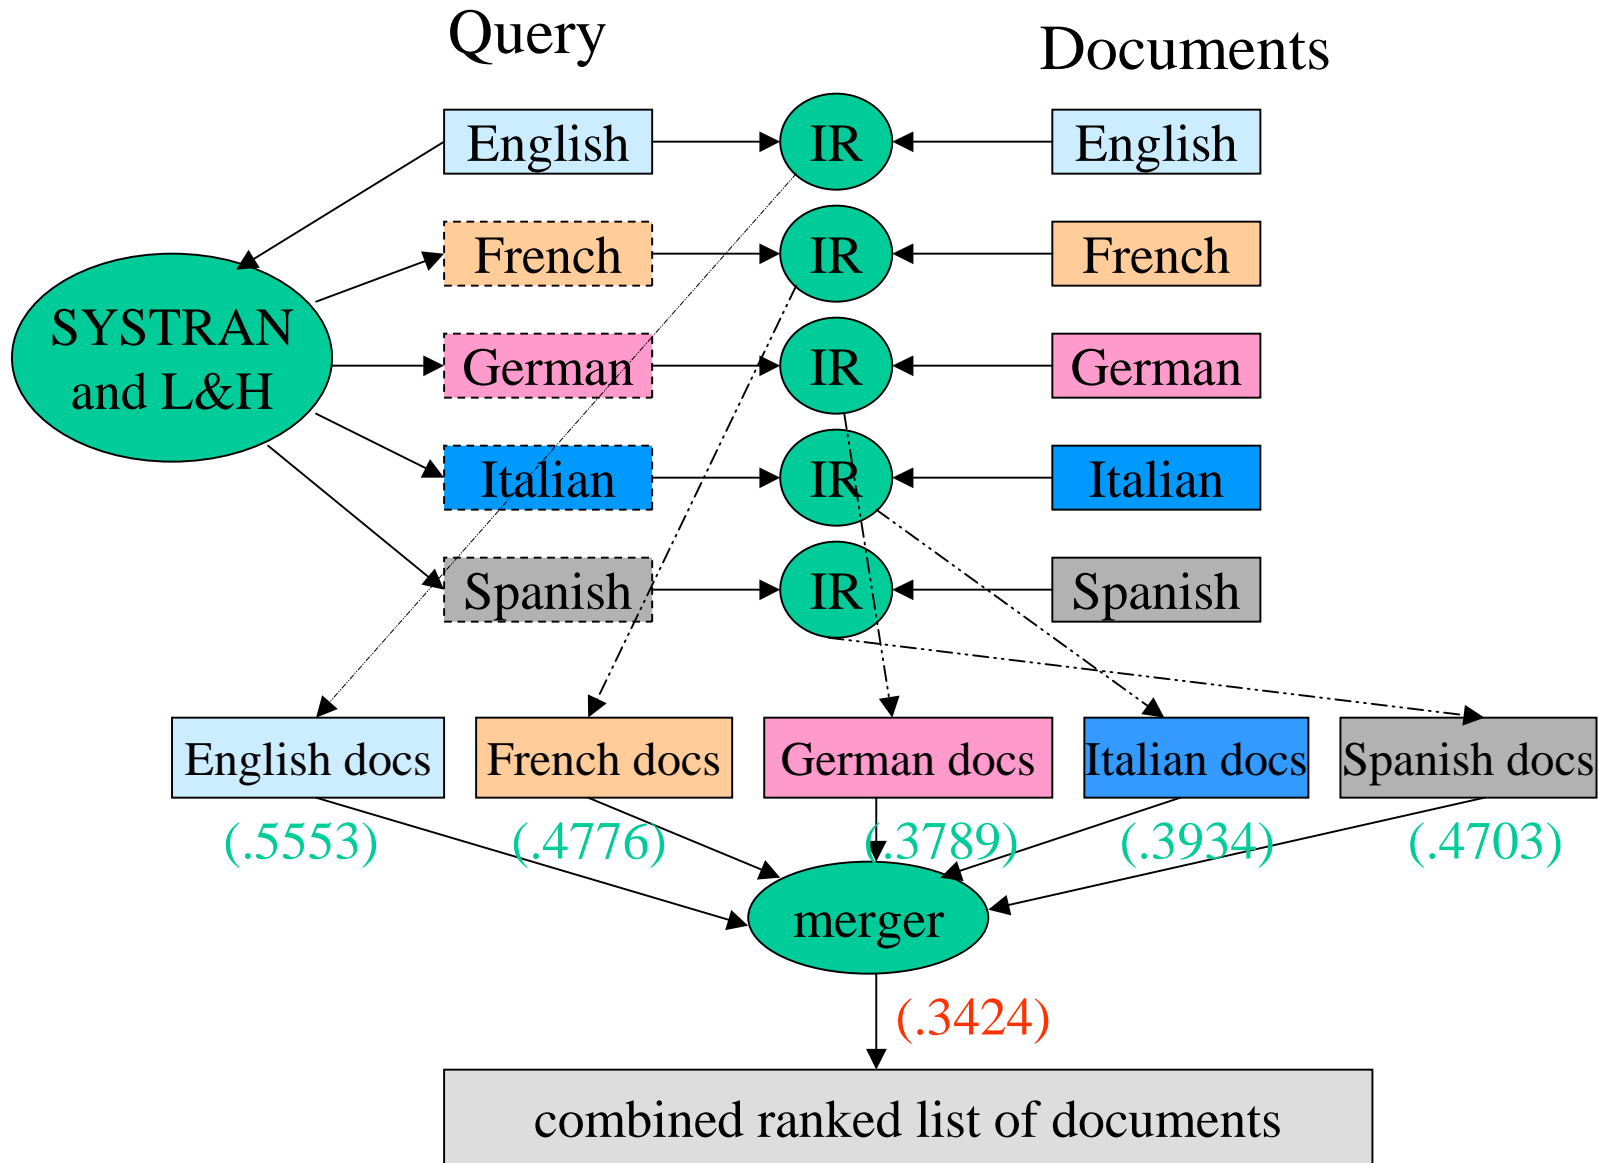 Query
Documents
English
IR
English
French
IR
French
SYSTRAN
and L&H
German
IR
German
Italian
IR
Italian
Spanish
IR
Spanish
English docs
French docs
German docs
Italian docs
Spanish docs
(.5553)
(.4776)
(.3789)
(.3934)
(.4703)
merger
(.3424)
combined ranked list of documents